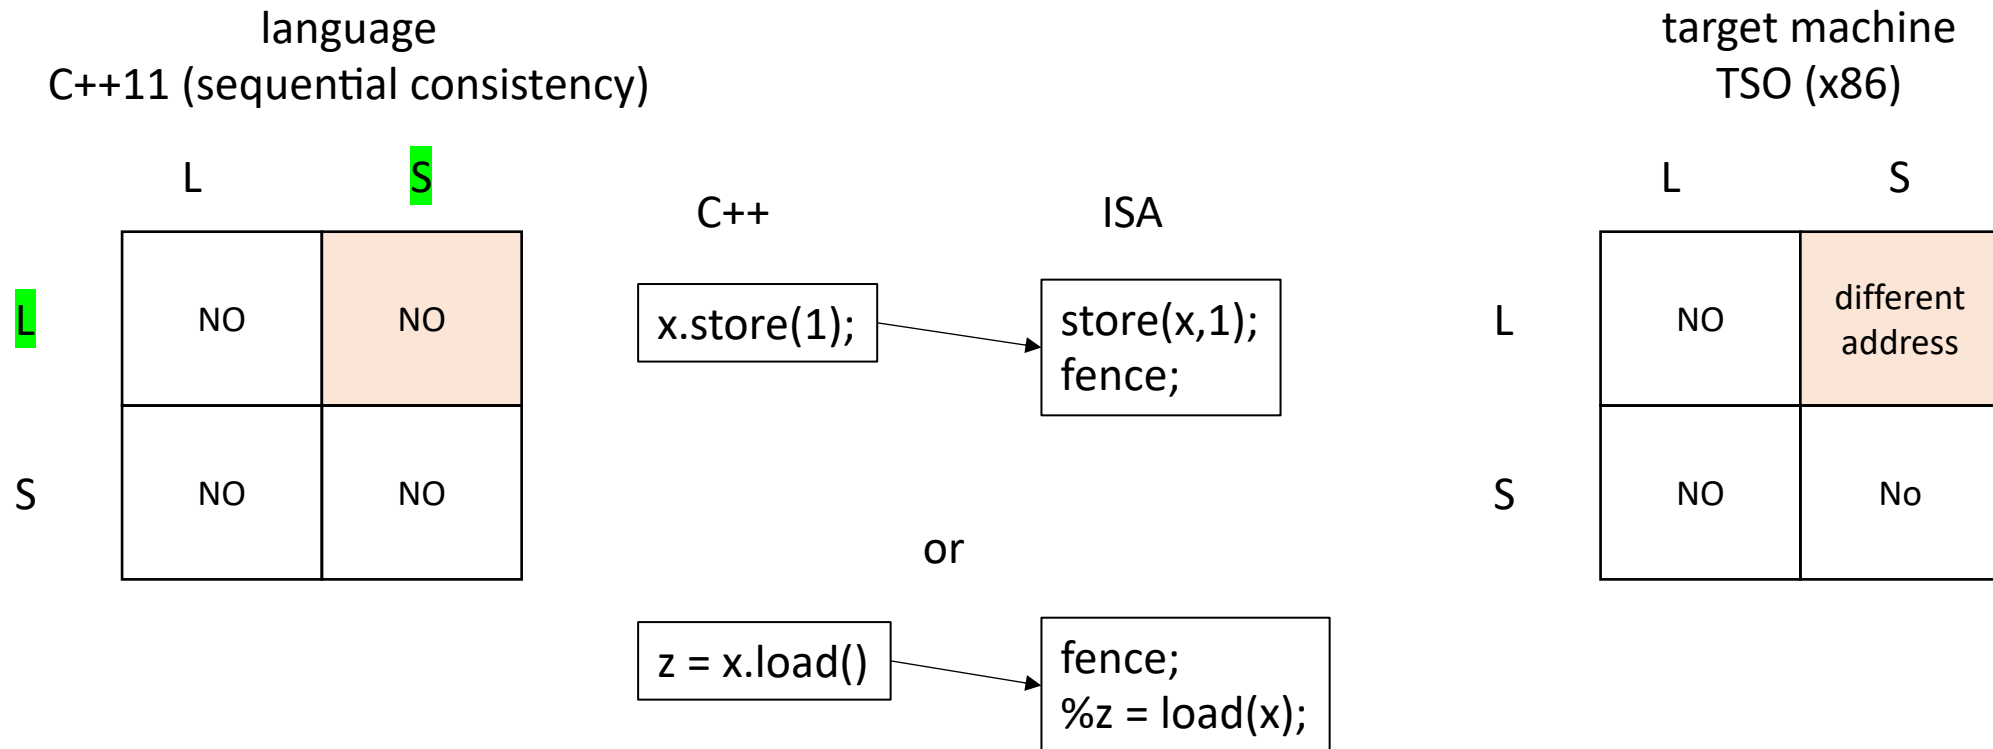 language
C++11 (sequential consistency)
target machine
TSO (x86)
L S
L NO NO
S NO NO
C++ ISA
x.store(1);
store(x,1);
fence;
or
z = x.load()
fence;
%z = load(x);
L S
L NO different
address
S NO No